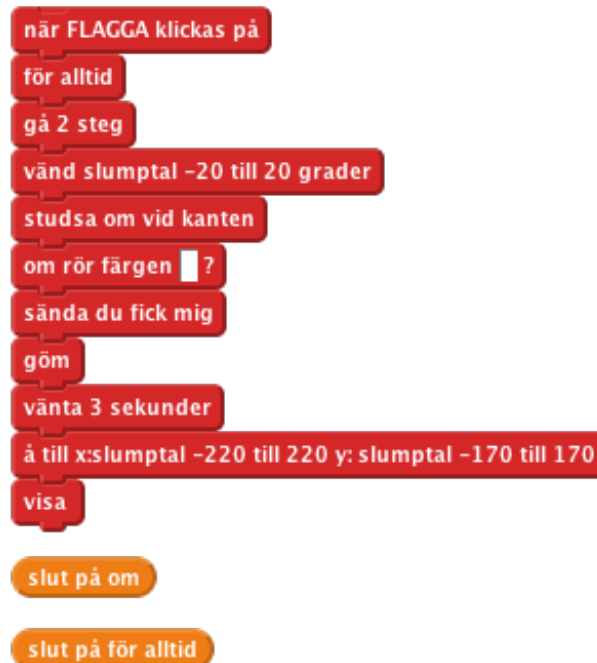 när FLAGGA klickas på
för alltid
gå 2 steg
vänd slumptal -20 till 20 grader
studsa om vid kanten
om rör färgen ?
sända du fick mig
göm
vänta 3 sekunder
å till x:slumptal -220 till 220 y: slumptal -170 till 170
visa
slut på om
slut på för alltid